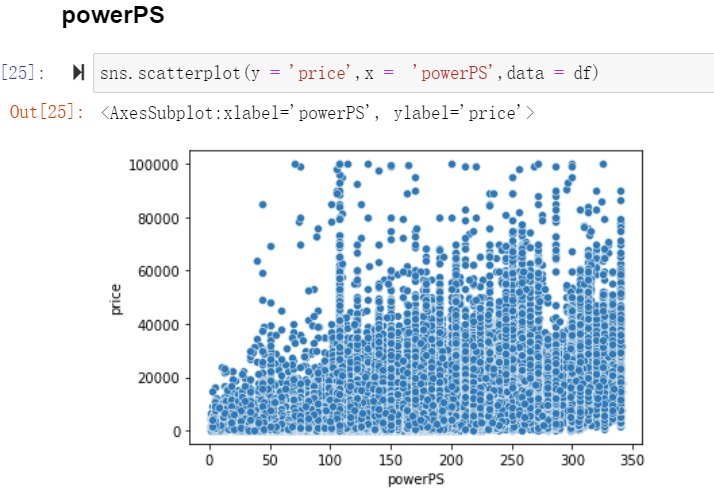 powerPS
[25]: sns.scatterplot(y = 'price',x =  'powerPS',data = df)
Out[25]: <AxesSubplot:xlabel='powerPS', ylabel='price'>
100000
80000
60000
40000
20000
0
price
0 50 100 150 200 250 300 350
powerPS